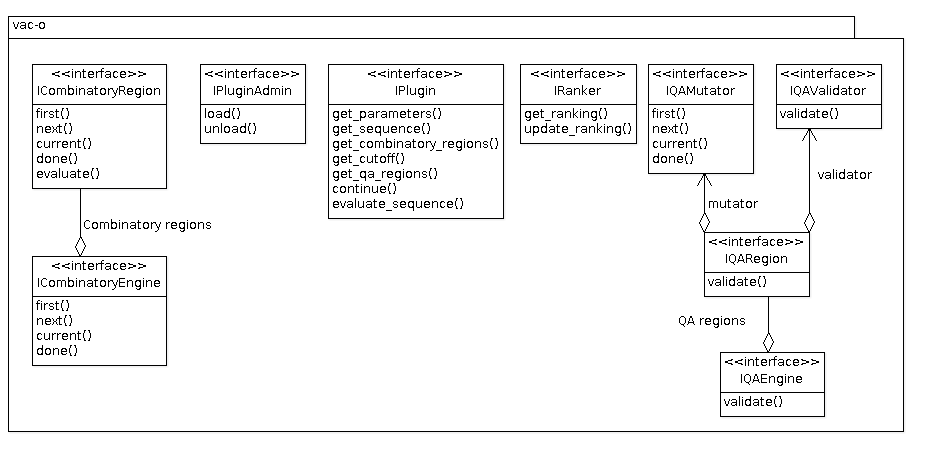 vac-o
<<interface>>
ICombinatoryRegion
first()
next()
current()
done()
evaluate()
<<interface>>
IPluginAdmin
load()
unload()
<<interface>>
IPlugin
get_parameters()
get_sequence()
get_combinatory_regions()
get_cutoff()
get_qa_regions()
continue()
evaluate_sequence()
<<interface>>
IRanker
get_ranking()
update_ranking()
<<interface>>
IQAMutator
first()
next()
current()
done()
<<interface>>
IQAValidator
validate()
Combinatory regions
mutator
validator
<<interface>>
ICombinatoryEngine
first()
next()
current()
done()
<<interface>>
IQARegion
validate()
QA regions
<<interface>>
IQAEngine
validate()